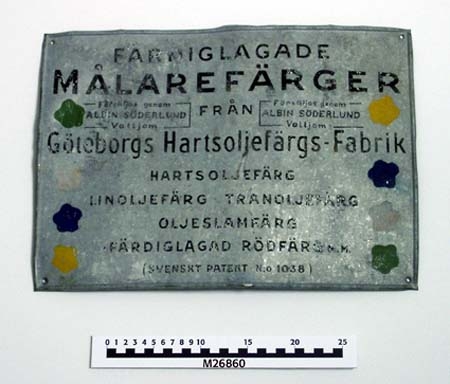 FÄRDIGLAGADE
MÅLAREFÄRGER
Försäljes genom
ALBIN SÖDERLUND
Valtjom
FRÅN
Försäljes genom
ALBIN SÖDERLUND
Valtjom
Göteborgs Hartsoljefärgs-Fabrik
HARTSOLJEFÄRG
LINOLJEFÄRG - TRANOLJEFÄRG
OLJESLAMFÄRG
FÄRDIGLAGAD RÖDFÄRG M.M.
(SVENSKT PATENT No 1038)
0 1 2 3 4 5 6 7 8 9 10 15 20 25
M26860